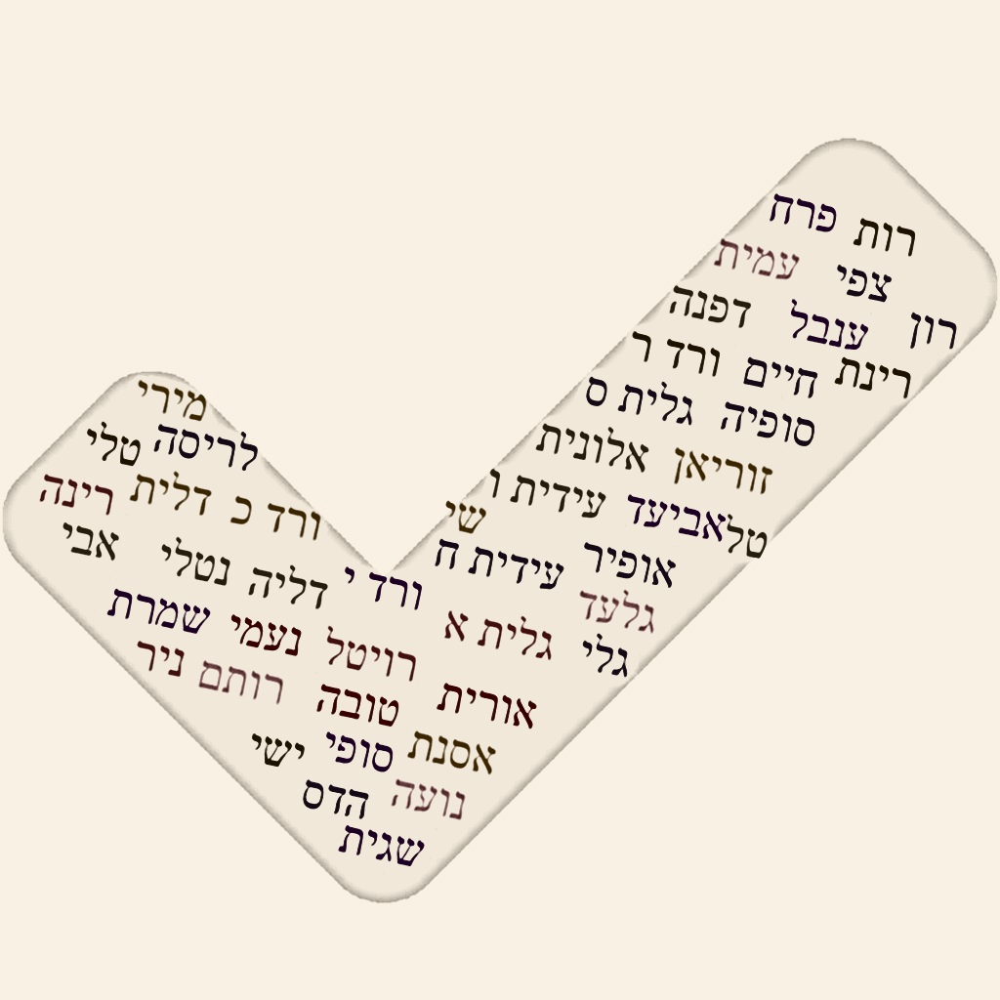 רות פרח
צפי עמית
רון ענבל דפנה
רינת חיים ורד ר
סופיה גלית ס
זוריאן אלונית
טל אביעד עידית ו
שי
אופיר עידית ח
גלעד
גלי גלית א
מירי
לריסה טלי
ורד כ דלית רינה
ורד י דליה נטלי אבי
רויטל נעמי שמרת
אורית טובה רותם ניר
אסנת סופי ישי
נועה הדס
שגית